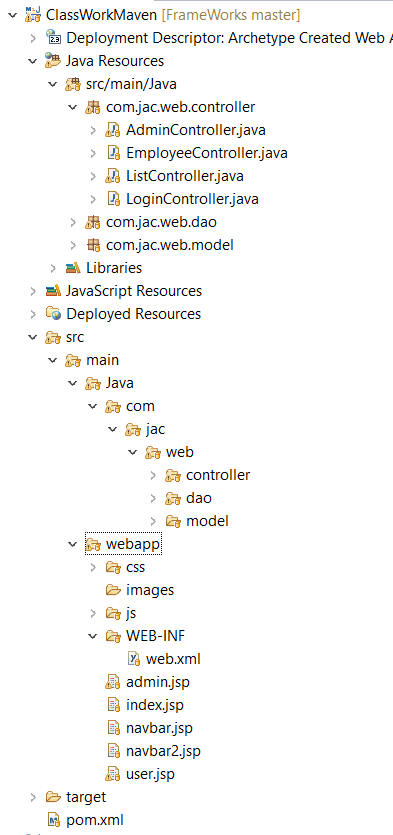 ClassWorkMaven [FrameWorks master]
Deployment Descriptor: Archetype Created Web A
Java Resources
src/main/Java
com.jac.web.controller
AdminController.java
EmployeeController.java
ListController.java
LoginController.java
com.jac.web.dao
com.jac.web.model
Libraries
JavaScript Resources
Deployed Resources
src
main
Java
com
jac
web
controller
dao
model
webapp
css
images
js
WEB-INF
web.xml
admin.jsp
index.jsp
navbar.jsp
navbar2.jsp
user.jsp
target
pom.xml